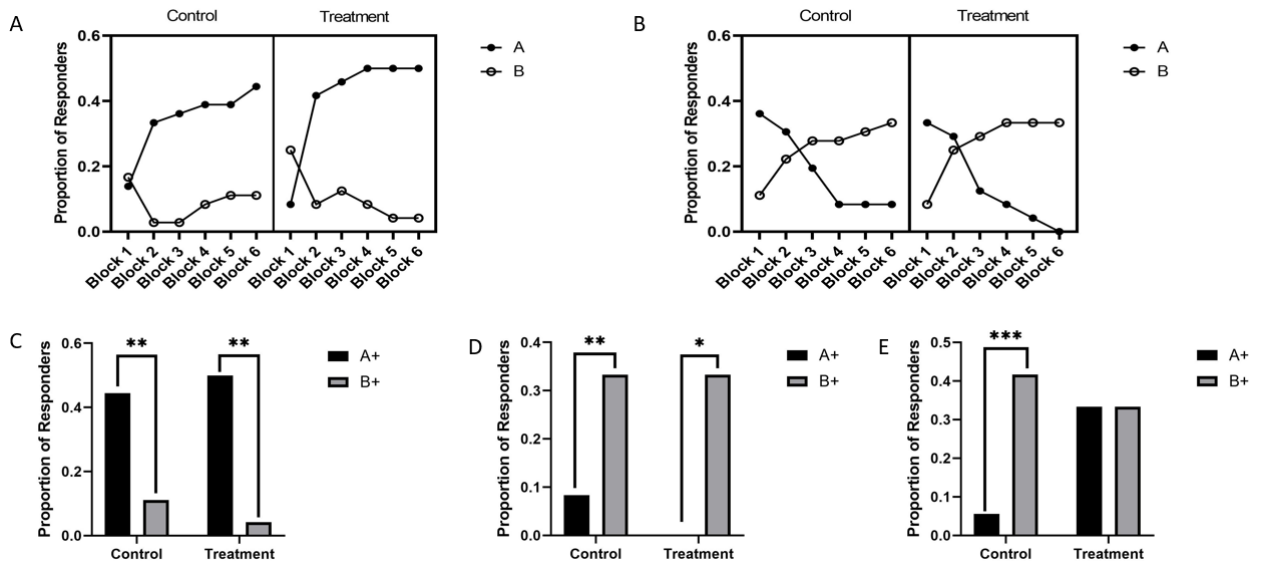 A
Control
Treatment
Proportion of Responders
0.6
0.4
0.2
0.0
Block 1
Block 2
Block 3
Block 4
Block 5
Block 6
Block 1
Block 2
Block 3
Block 4
Block 5
Block 6
A
B
B
Control
Treatment
Proportion of Responders
0.6
0.4
0.2
0.0
Block 1
Block 2
Block 3
Block 4
Block 5
Block 6
Block 1
Block 2
Block 3
Block 4
Block 5
Block 6
A
B
C
Proportion of Responders
0.6
0.4
0.2
0.0
**
**
Control
Treatment
A+
B+
D
Proportion of Responders
0.4
0.3
0.2
0.1
0.0
**
*
Control
Treatment
A+
B+
E
Proportion of Responders
0.5
0.4
0.3
0.2
0.1
0.0
***
Control
Treatment
A+
B+